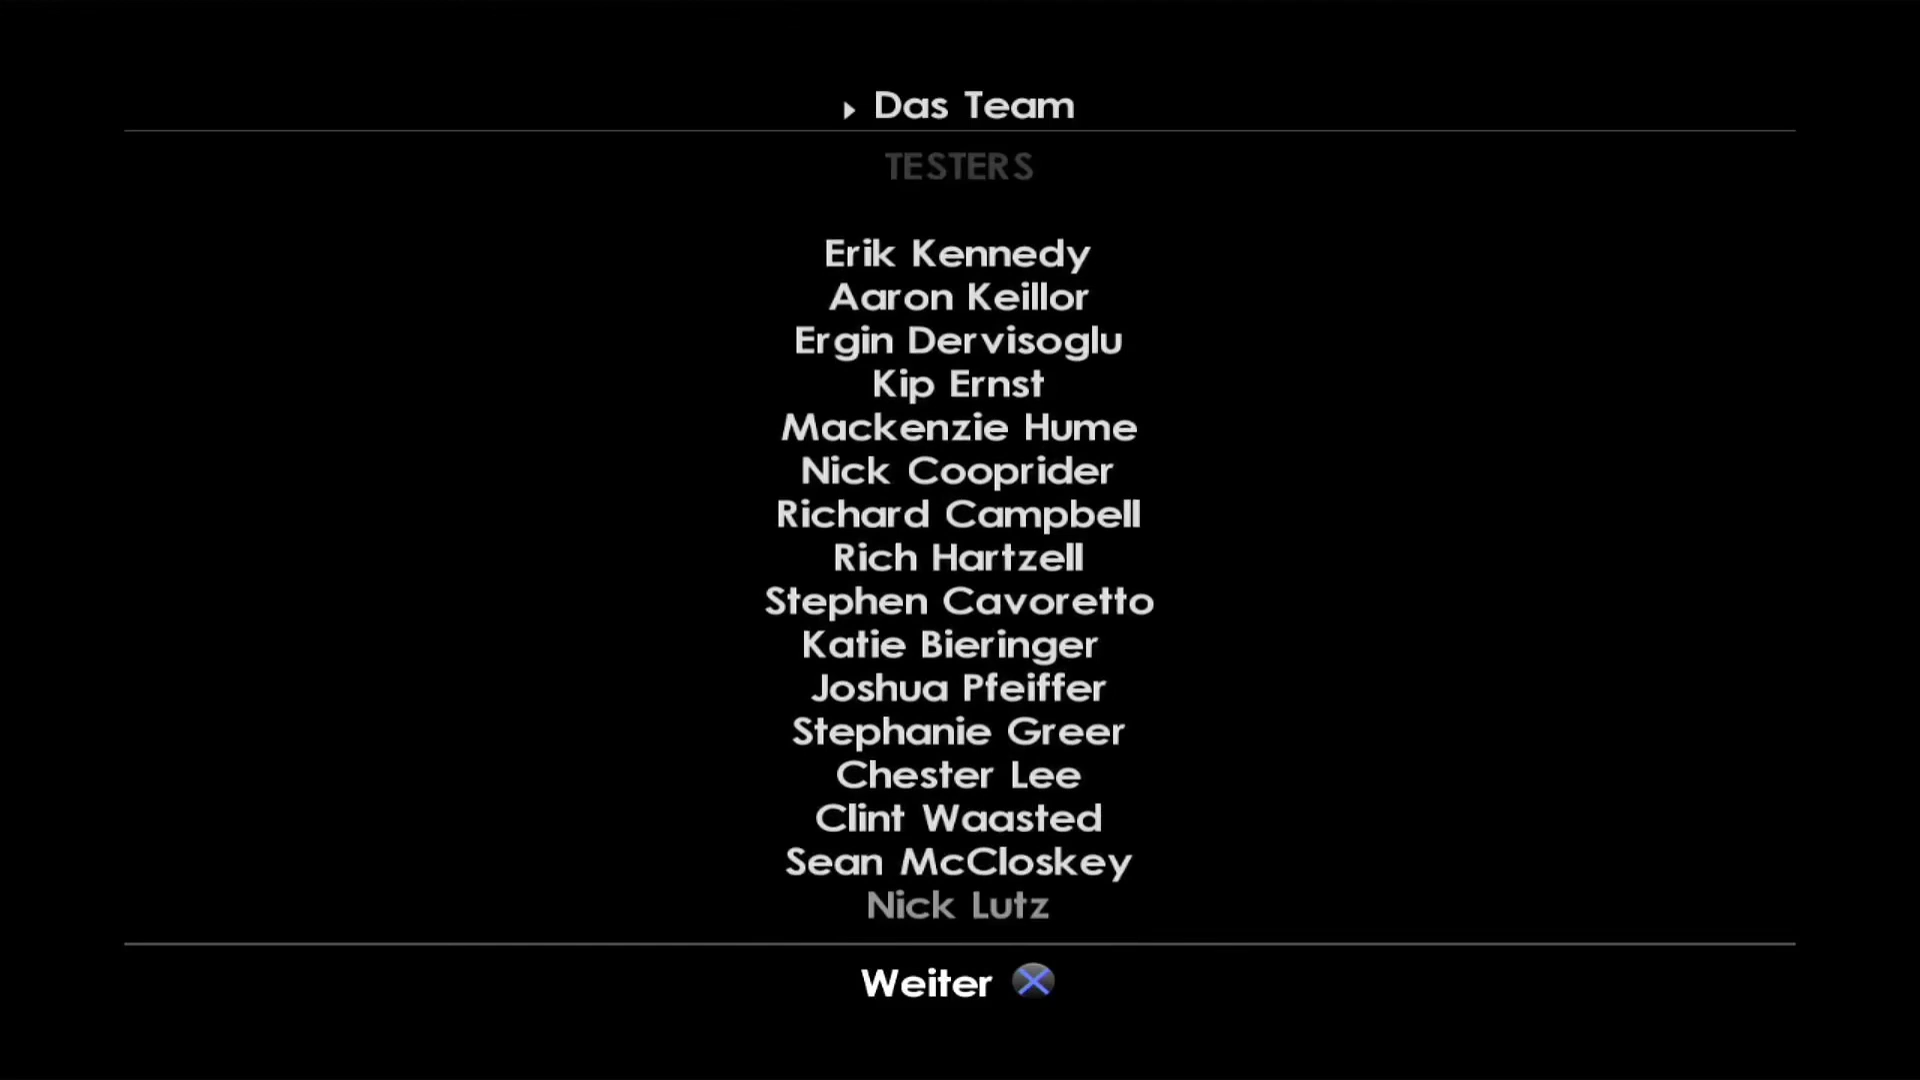 Das Team
TESTERS
Erik Kennedy
Aaron Keillor
Ergin Dervisoglu
Kip Ernst
Mackenzie Hume
Nick Cooprider
Richard Campbell
Rich Hartzell
Stephen Cavoretto
Katie Bieringer
Joshua Pfeiffer
Stephanie Greer
Chester Lee
Clint Waasted
Sean McCloskey
Nick Lutz
Weiter